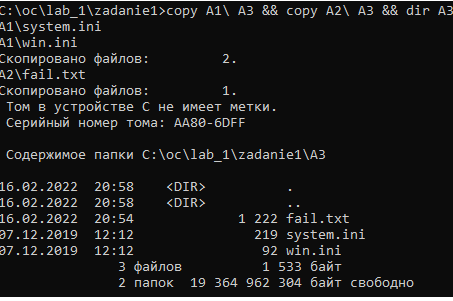 C:\oc\lab_1\zadanie1>copy A1\ A3 && copy A2\ A3 && dir A3
A1\system.ini
A1\win.ini
Скопировано файлов:         2.
A2\fail.txt
Скопировано файлов:         1.
Том в устройстве C не имеет метки.
Серийный номер тома: AA80-6DFF
Содержимое папки C:\oc\lab_1\zadanie1\A3
16.02.2022  20:58    <DIR>          .
16.02.2022  20:58    <DIR>          ..
16.02.2022  20:54             1 222 fail.txt
07.12.2019  12:12               219 system.ini
07.12.2019  12:12                92 win.ini
3 файлов          1 533 байт
2 папок  19 364 962 304 байт свободно